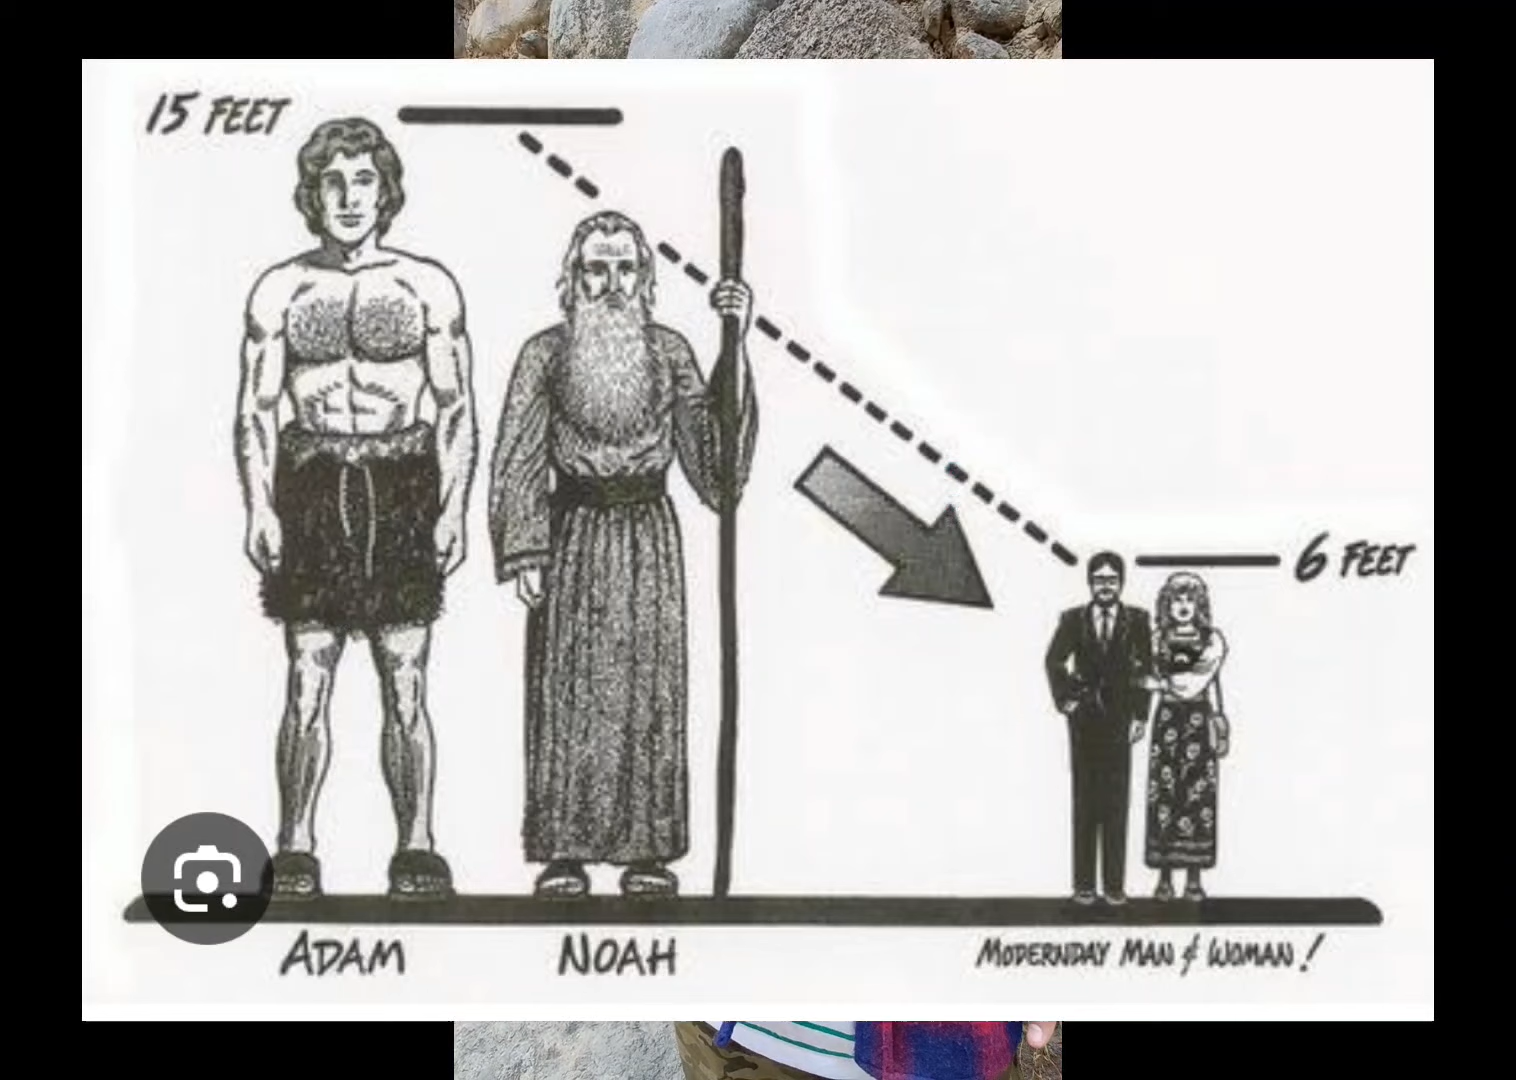 15 FEET
6 FEET
ADAM
NOAH
MODERNDAY MAN & WOMAN!